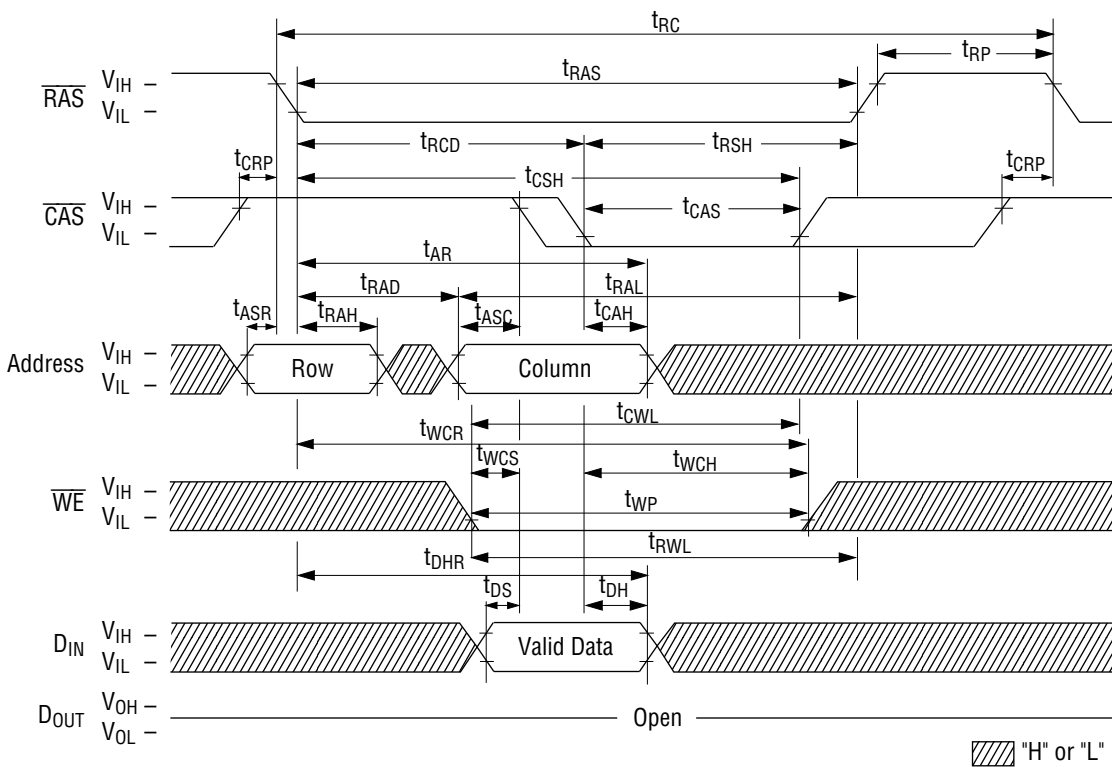 tRC
tRP
RAS
VIH
VIL
tRAS
tRCD
tRSH
tCRP
tCSH
tCRP
CAS
VIH
VIL
tCAS
tAR
tRAD
tRAL
tASR
tRAH
tASC
tCAH
Address
VIH
VIL
Row
Column
tCWL
tWCR
tWCS
tWCH
WE
VIH
VIL
tWP
tRWL
tDHR
tDS
tDH
DIN
VIH
VIL
Valid Data
DOUT
VOH
VOL
Open
"H" or "L"